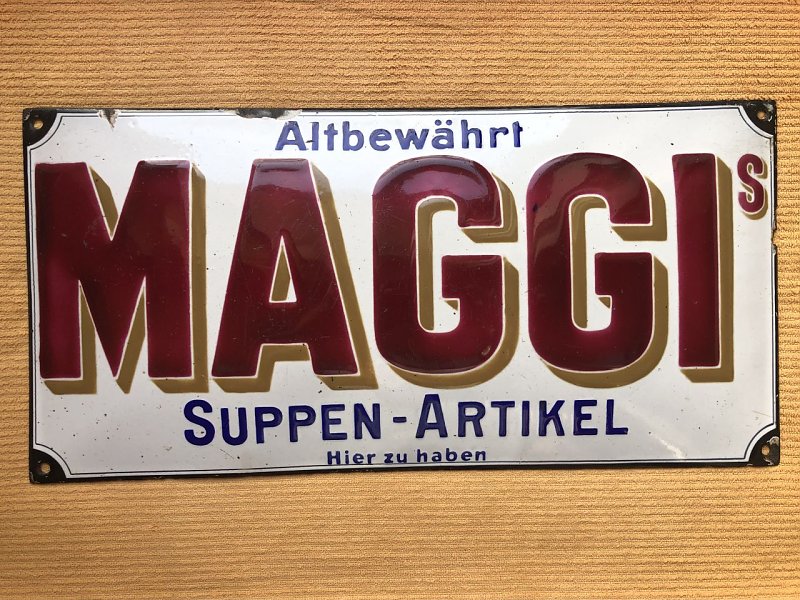 Altbewährt
MAGGIS
SUPPEN-ARTIKEL
Hier zu haben